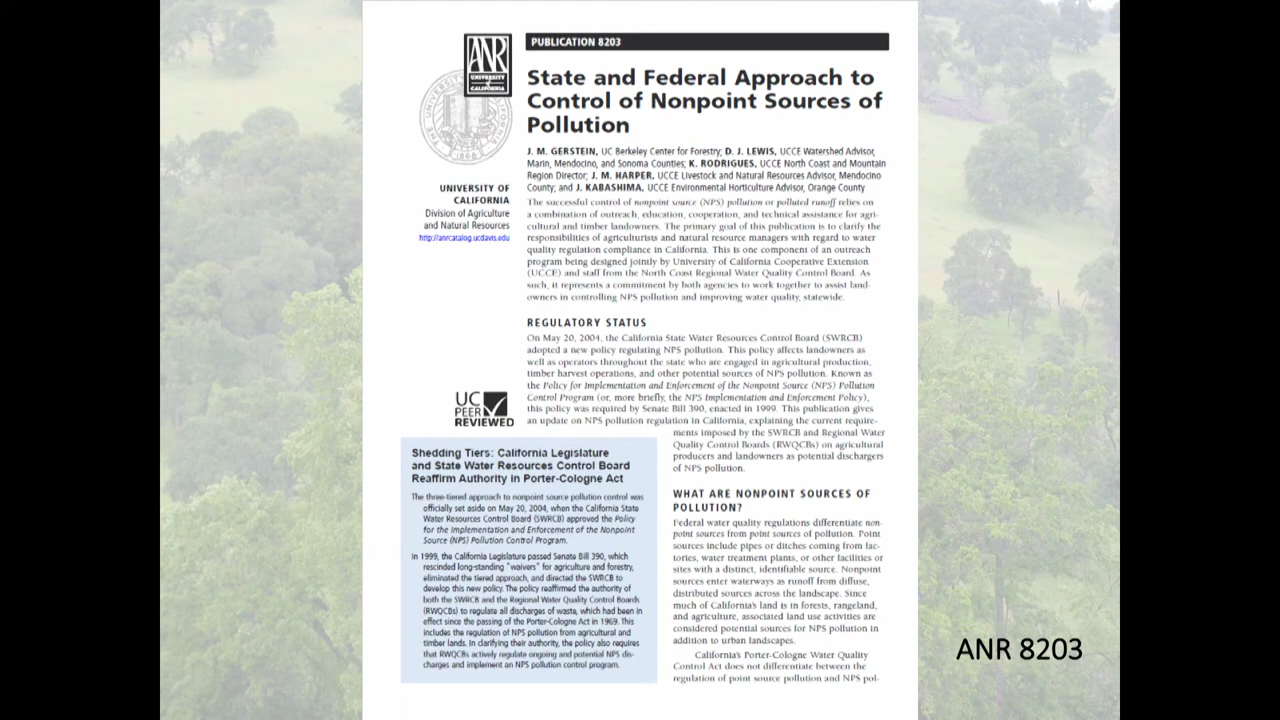 PUBLICATION 8203
ANR
UNIVERSITY
of
CALIFORNIA
State and Federal Approach to
Control of Nonpoint Sources of
Pollution
J. M. GERSTEIN, UC Berkeley Center for Forestry; D. J. LEWIS, UCCE Watershed Advisor,
Marin, Mendocino, and Sonoma Counties; K. RODRIGUES, UCCE North Coast and Mountain
Region Director; J. M. HARPER, UCCE Livestock and Natural Resources Advisor, Mendocino
County; and J. KABASHIMA, UCCE Environmental Horticulture Advisor, Orange County
UNIVERSITY OF
CALIFORNIA
Division of Agriculture
and Natural Resources
http://anrcatalog.ucdavis.edu
The successful control of nonpoint source (NPS) pollution or polluted runoff relies on
a combination of outreach, education, cooperation, and technical assistance for agri-
cultural and timber landowners. The primary goal of this publication is to clarify the
responsibilities of agriculturists and natural resource managers with regard to water
quality regulation compliance in California. This is one component of an outreach
program being designed jointly by University of California Cooperative Extension
(UCCE) and staff from the North Coast Regional Water Quality Control Board. As
such, it represents a commitment by both agencies to work together to assist land-
owners in controlling NPS pollution and improving water quality, statewide.
REGULATORY STATUS
On May 20, 2004, the California State Water Resources Control Board (SWRCB)
adopted a new policy regulating NPS pollution. This policy affects landowners as
well as operators throughout the state who are engaged in agricultural production,
timber harvest operations, and other potential sources of NPS pollution. Known as
the Policy for Implementation and Enforcement of the Nonpoint Source (NPS) Pollution
Control Program (or, more briefly, the NPS Implementation and Enforcement Policy),
this policy was required by Senate Bill 390, enacted in 1999. This publication gives
an update on NPS pollution regulation in California, explaining the current require-
ments imposed by the SWRCB and Regional Water
Quality Control Boards (RWQCBs) on agricultural
producers and landowners as potential dischargers
of NPS pollution.
UC
PEER
REVIEWED
Shedding Tiers: California Legislature
and State Water Resources Control Board
Reaffirm Authority in Porter-Cologne Act
The three-tiered approach to nonpoint source pollution control was
officially set aside on May 20, 2004, when the California State
Water Resources Control Board (SWRCB) approved the Policy
for the Implementation and Enforcement of the Nonpoint
Source (NPS) Pollution Control Program.
In 1999, the California Legislature passed Senate Bill 390, which
rescinded long-standing "waivers" for agriculture and forestry,
eliminated the tiered approach, and directed the SWRCB to
develop this new policy. The policy reaffirmed the authority of
both the SWRCB and the Regional Water Quality Control Boards
(RWQCBs) to regulate all discharges of waste, which had been in
effect since the passing of the Porter-Cologne Act in 1969. This
includes the regulation of NPS pollution from agricultural and
timber lands. In clarifying their authority, the policy also requires
that RWQCBs actively regulate ongoing and potential NPS dis-
charges and implement an NPS pollution control program.
WHAT ARE NONPOINT SOURCES OF
POLLUTION?
Federal water quality regulations differentiate non-
point sources from point sources of pollution. Point
sources include pipes or ditches coming from fac-
tories, water treatment plants, or other facilities or
sites with a distinct, identifiable source. Nonpoint
sources enter waterways as runoff from diffuse,
distributed sources across the landscape. Since
much of California's land is in forests, rangeland,
and agriculture, associated land use activities are
considered potential sources for NPS pollution in
addition to urban landscapes.
California's Porter-Cologne Water Quality
Control Act does not differentiate between the
regulation of point source pollution and NPS pol-
ANR 8203